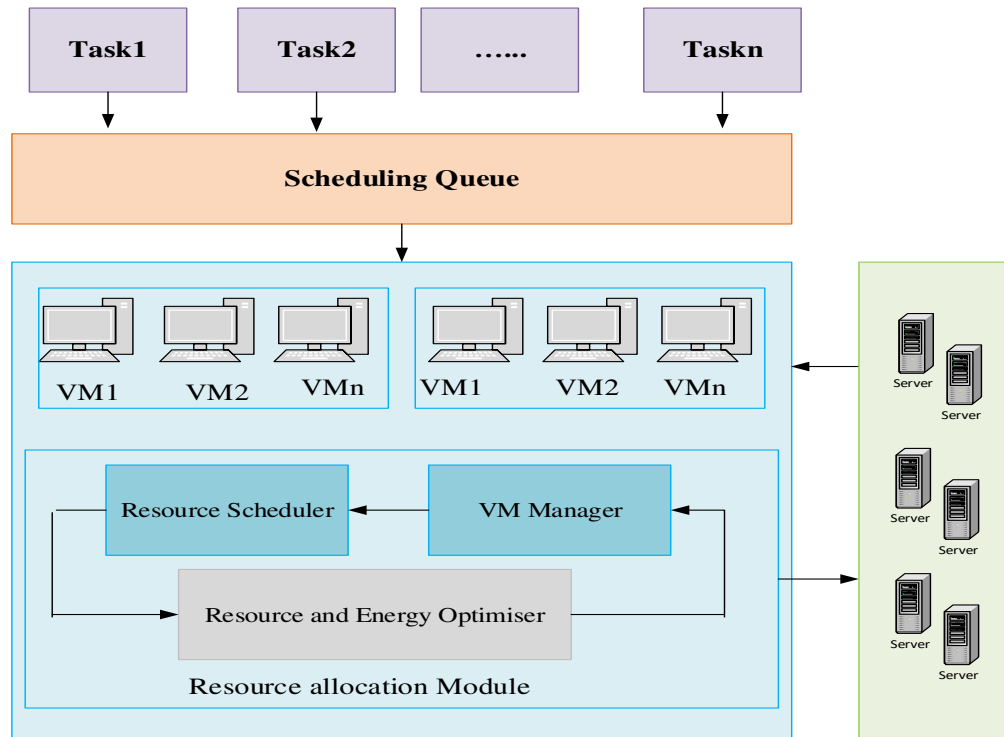 Task1
Task2
…...
Taskn
Scheduling Queue
VM1
VM2
VMn
VM1
VM2
VMn
Server
Server
Resource Scheduler
VM Manager
Server
Server
Resource and Energy Optimiser
Server
Server
Resource allocation Module